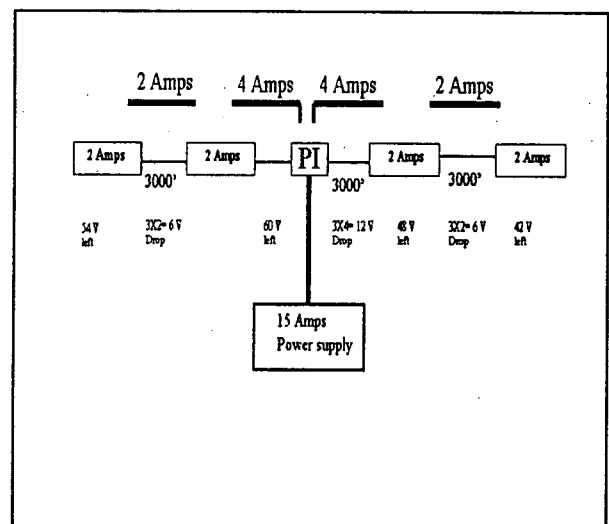 2 Amps
4 Amps
4 Amps
2 Amps
2 Amps
2 Amps
PI
2 Amps
2 Amps
3000'
3000'
3000'
54 V
left
3X2= 6 V
Drop
60 V
left
3X4= 12 V
Drop
48 V
left
3X2= 6 V
Drop
42 V
left
15 Amps
Power supply